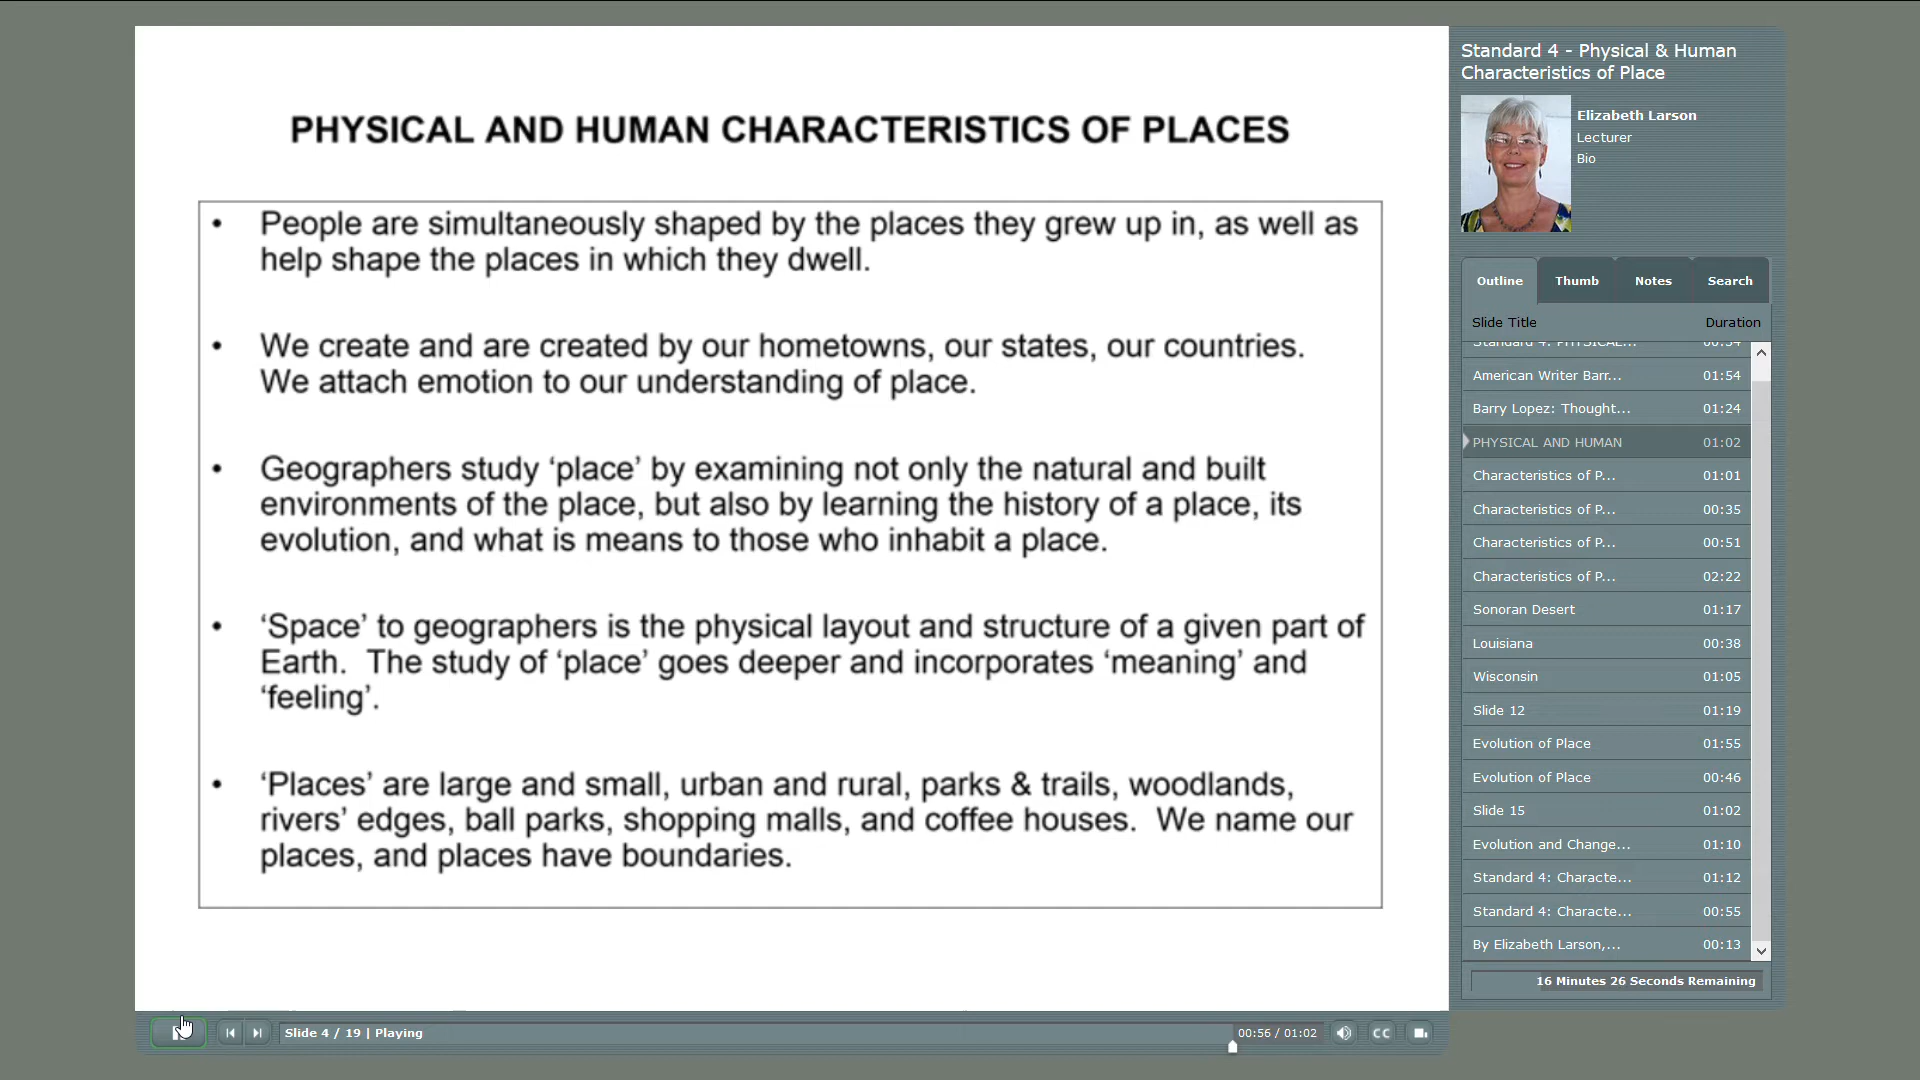 PHYSICAL AND HUMAN CHARACTERISTICS OF PLACES
• People are simultaneously shaped by the places they grew up in, as well as
help shape the places in which they dwell.
• We create and are created by our hometowns, our states, our countries.
We attach emotion to our understanding of place.
• Geographers study ‘place’ by examining not only the natural and built
environments of the place, but also by learning the history of a place, its
evolution, and what is means to those who inhabit a place.
• ‘Space’ to geographers is the physical layout and structure of a given part of
Earth. The study of ‘place’ goes deeper and incorporates ‘meaning’ and
‘feeling’.
• ‘Places’ are large and small, urban and rural, parks & trails, woodlands,
rivers’ edges, ball parks, shopping malls, and coffee houses. We name our
places, and places have boundaries.
Slide 4 / 19 | Playing
00:56 / 01:02
CC
Standard 4 - Physical & Human
Characteristics of Place
Elizabeth Larson
Lecturer
Bio
Outline Thumb Notes Search
Slide Title Duration
Standard 4: PHYSICAL... 00:34
American Writer Barr... 01:54
Barry Lopez: Thought... 01:24
PHYSICAL AND HUMAN 01:02
Characteristics of P... 01:01
Characteristics of P... 00:35
Characteristics of P... 00:51
Characteristics of P... 02:22
Sonoran Desert 01:17
Louisiana 00:38
Wisconsin 01:05
Slide 12 01:19
Evolution of Place 01:55
Evolution of Place 00:46
Slide 15 01:02
Evolution and Change... 01:10
Standard 4: Characte... 01:12
Standard 4: Characte... 00:55
By Elizabeth Larson,... 00:13
16 Minutes 26 Seconds Remaining